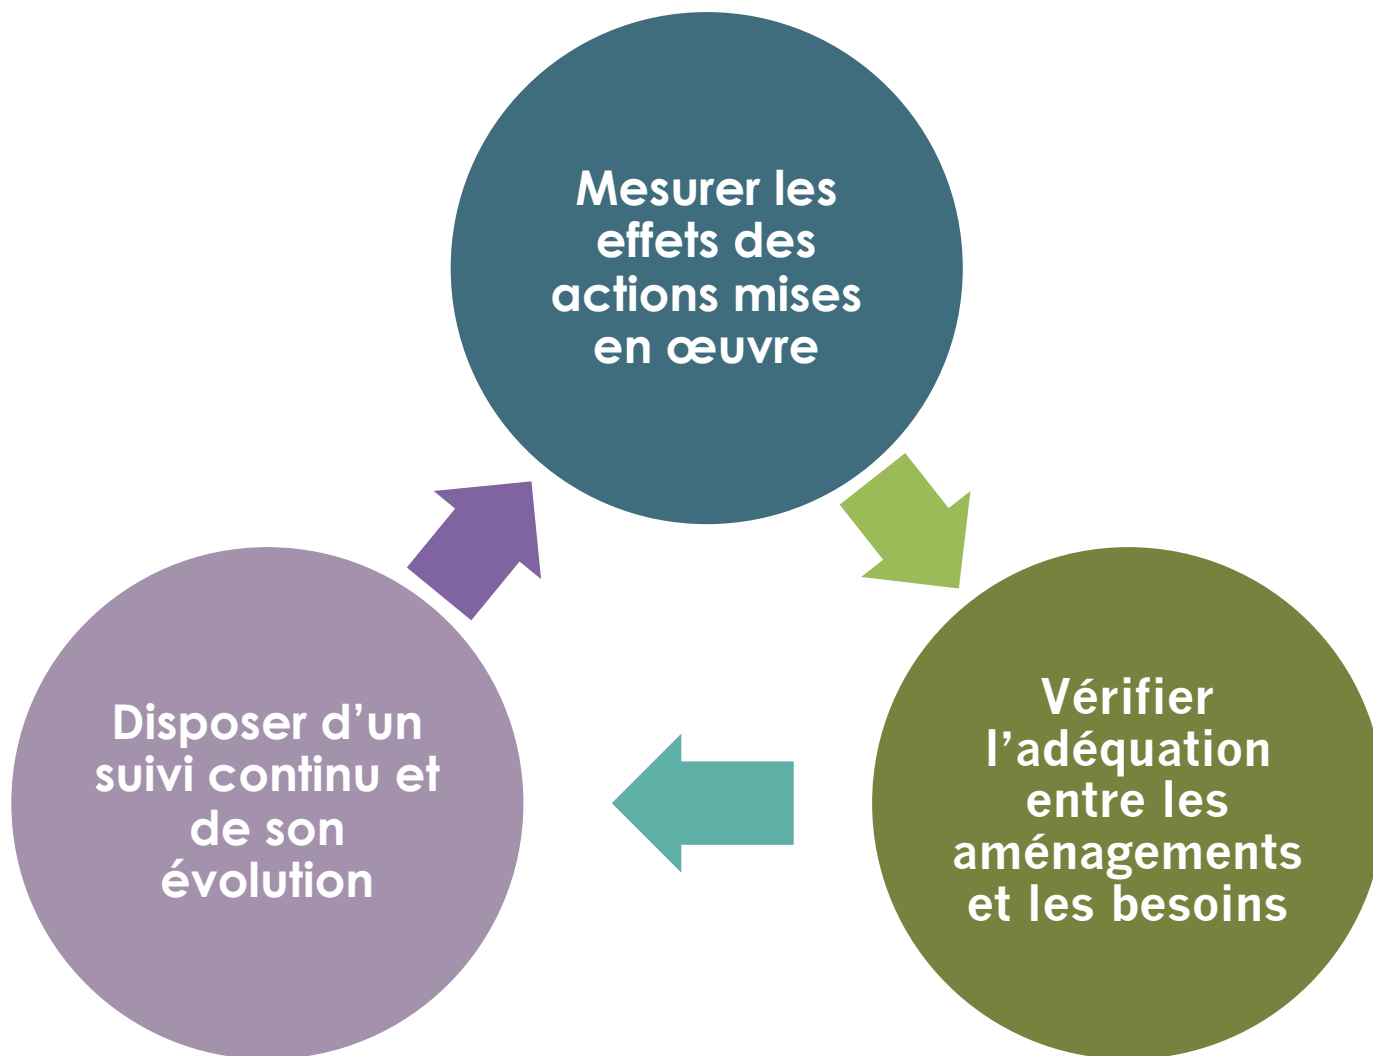 Mesurer les
effets des
actions mises
en œuvre
Vérifier
l’adéquation
entre les
aménagements
et les besoins
Disposer d’un
suivi continu et
de son
évolution